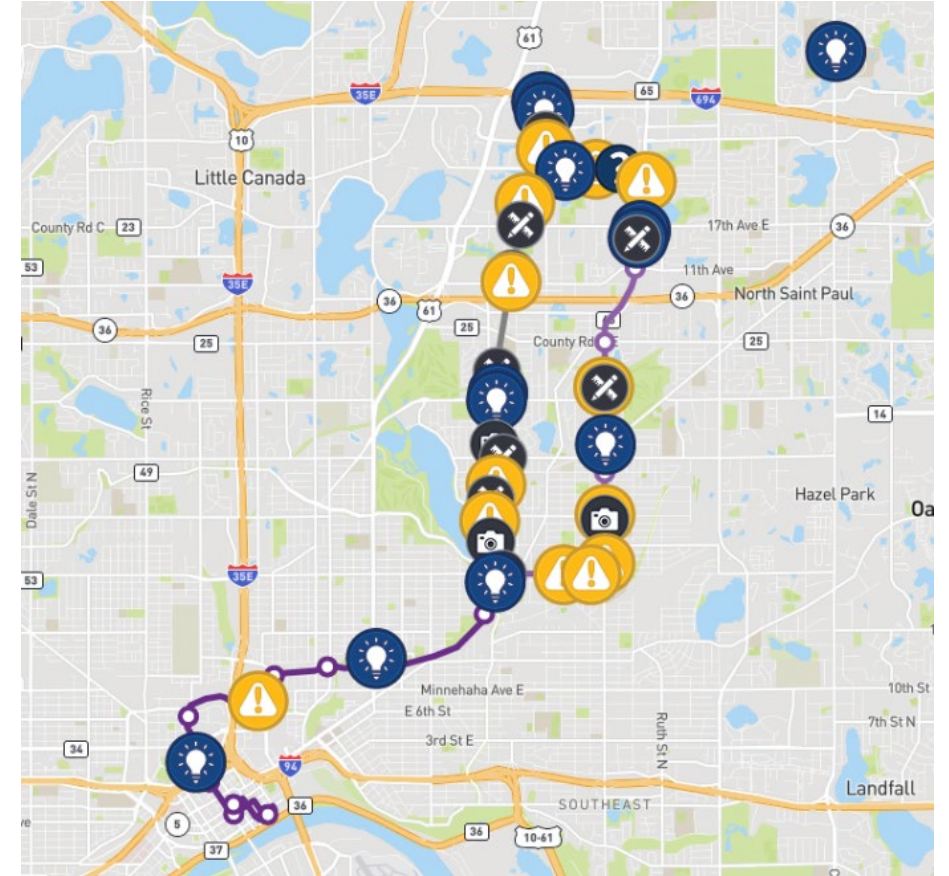 61
35E
65
694
10
Little Canada
County Rd C
23
17th Ave E
36
53
11th Ave
35E
36
61
36
North Saint Paul
36
25
25
County Rd
E
25
Rice St
14
49
Dale St N
Hazel Park
Oa
35E
53
Minnehaha Ave E
10th St
E 6th St
7th St N
Ruth St N
3rd St E
34
94
Landfall
36
SOUTHEAST
5
ve
36
10-61
37